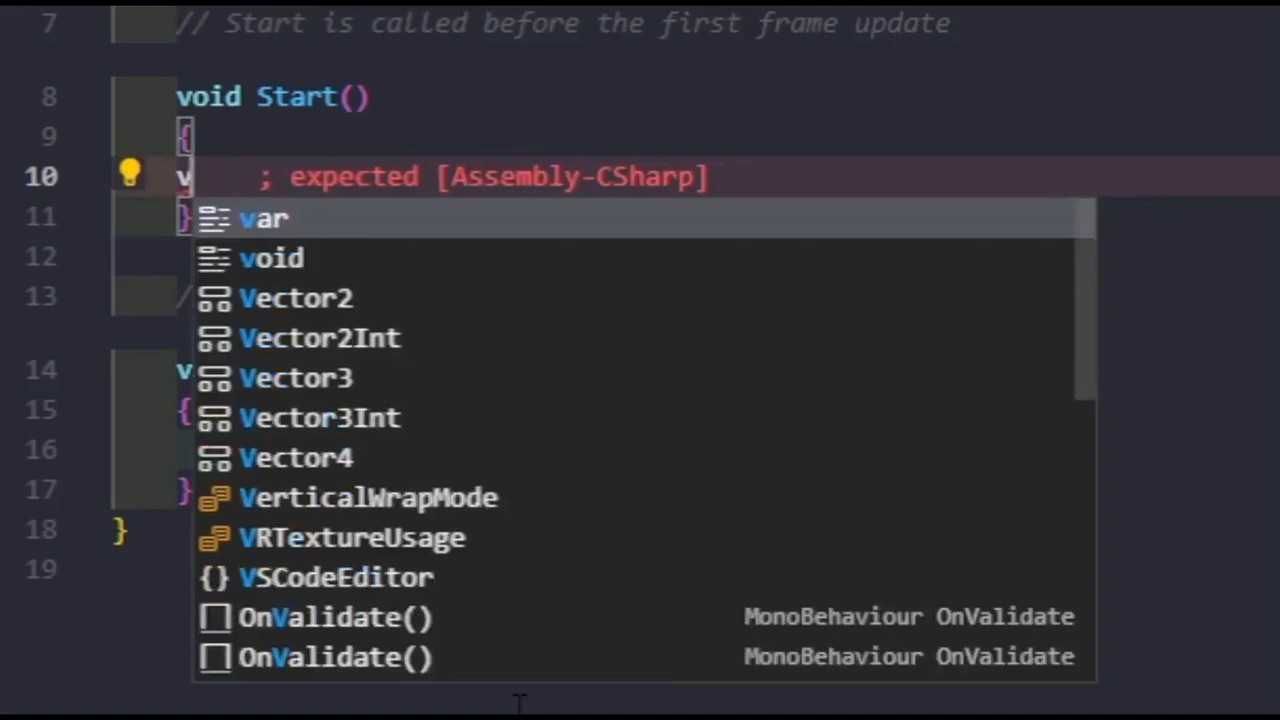 7 // Start is called before the first frame update
8 void Start()
9 {
10 v ; expected [Assembly-CSharp]
11 } var
12 void
13 / Vector2
Vector2Int
14 v Vector3
15 { Vector3Int
16 Vector4
17 } VerticalWrapMode
18 } VRTextureUsage
19 VSCodeEditor
OnValidate() MonoBehaviour OnValidate
OnValidate() MonoBehaviour OnValidate